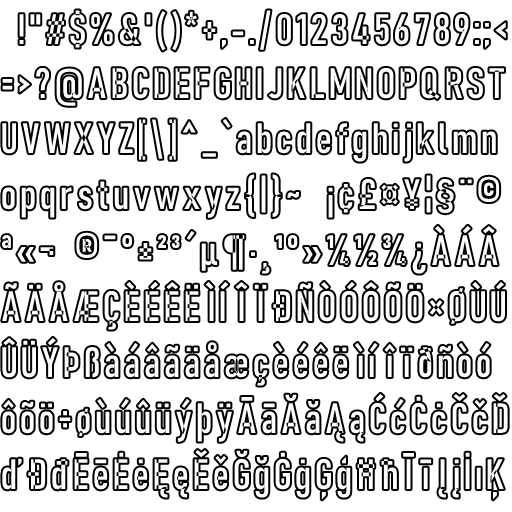 !"#$%&'()*+,-./0123456789:;<
=>?@ABCDEFGHIJKLMNOPQRST
UVWXYZ[\]^_`abcdefghijklmn
opqrstuvwxyz{|}~ ¡¢£¤¥¦§¨©
ª«¬ ®¯°±²³´µ¶·¸¹º»¼½¾¿ÀÁÂ
ÃÄÅÆÇÈÉÊËÌÍÎÏÐÑÒÓÔÕÖ×ØÙÚ
ÛÜÝÞßàáâãäåæçèéêëìíîïðñòó
ôõö÷øùúûüýþÿĀāĂăĄąĆćĊċČčĎ
ďĐđĒēĖėĘęĚěĞğĠġĢģĦħĪīĮįİıĶ